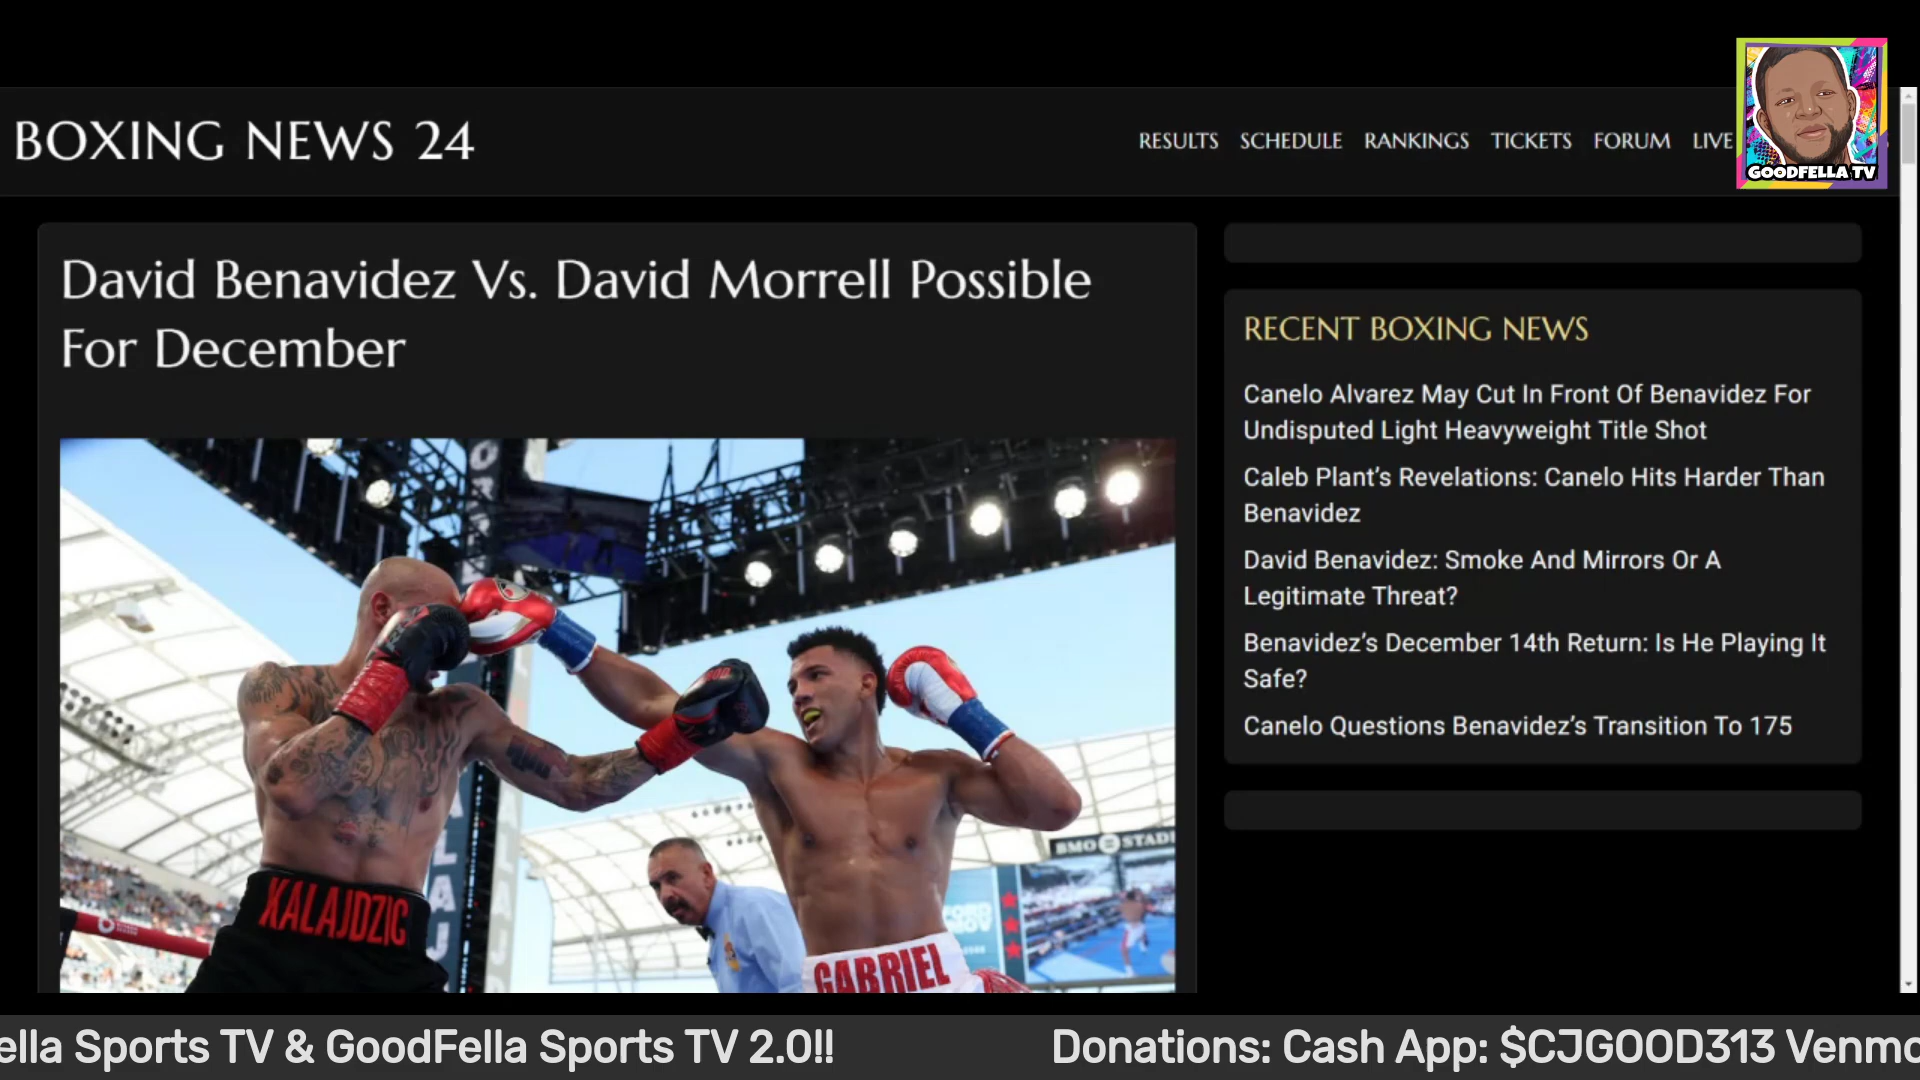 BOXING NEWS 24
RESULTS SCHEDULE RANKINGS TICKETS FORUM LIVE
GOODFELLA TV
David Benavidez Vs. David Morrell Possible
For December
RECENT BOXING NEWS
Canelo Alvarez May Cut In Front Of Benavidez For
Undisputed Light Heavyweight Title Shot
Caleb Plant’s Revelations: Canelo Hits Harder Than
Benavidez
David Benavidez: Smoke And Mirrors Or A
Legitimate Threat?
Benavidez’s December 14th Return: Is He Playing It
Safe?
Canelo Questions Benavidez’s Transition To 175
BMO STADI
KALAJDZIC
GABRIEL
ella Sports TV & GoodFella Sports TV 2.0!!
Donations: Cash App: $CJGOOD313 Venmo